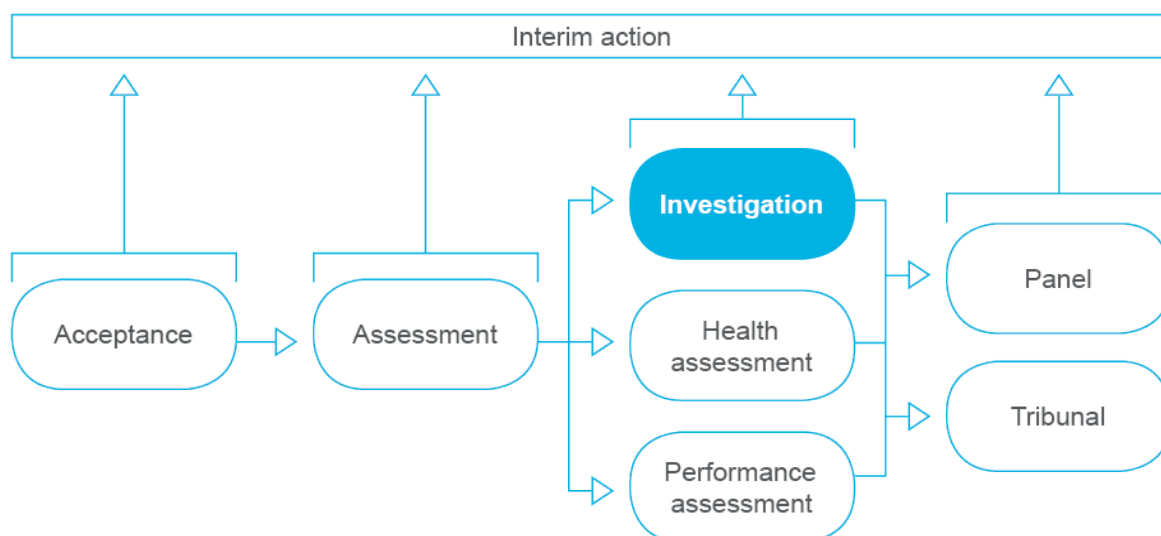 Interim action
Acceptance
Assessment
Investigation
Health
assessment
Performance
assessment
Panel
Tribunal